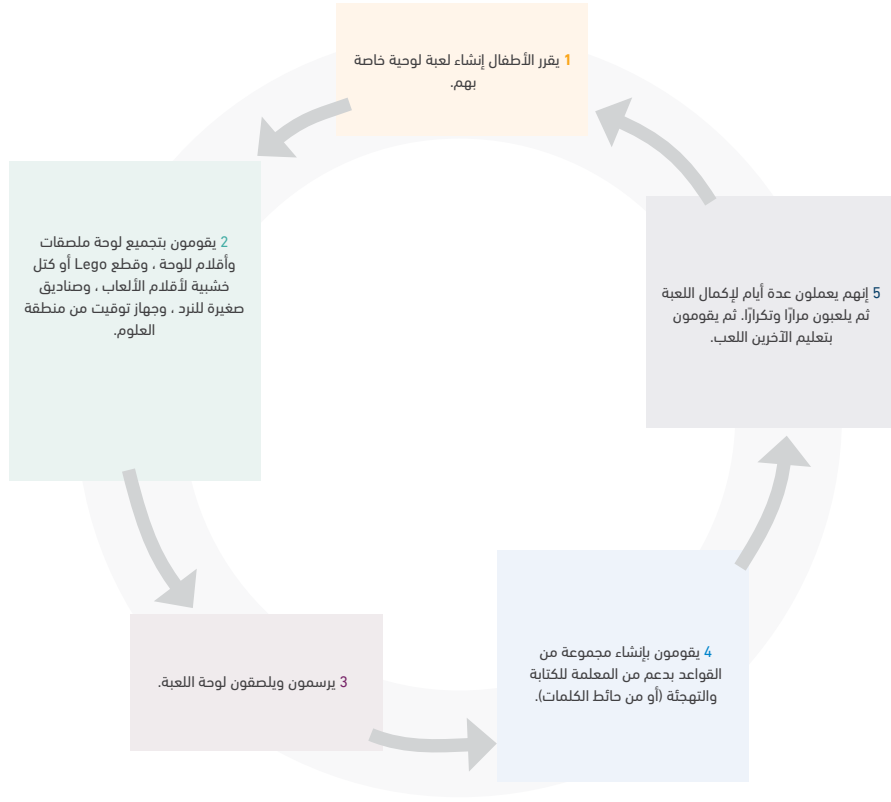 1 يقرر الأطفال إنشاء لعبة لوحية خاصة
بهم.
2 يقومون بتجميع لوحة ملصقات
وأقلام للوحة ، وقطع Lego أو كتل
خشبية لأقلام الألعاب ، وصناديق
صغيرة للنرد ، وجهاز توقيت من منطقة
العلوم.
3 يرسمون ويلصقون لوحة اللعبة.
4 يقومون بإنشاء مجموعة من
القواعد بدعم من المعلمة للكتابة
والتهجئة (أو من حائط الكلمات).
5 إنهم يعملون عدة أيام لإكمال اللعبة
ثم يلعبون مرارًا وتكرارًا. ثم يقومون
بتعليم الآخرين اللعب.